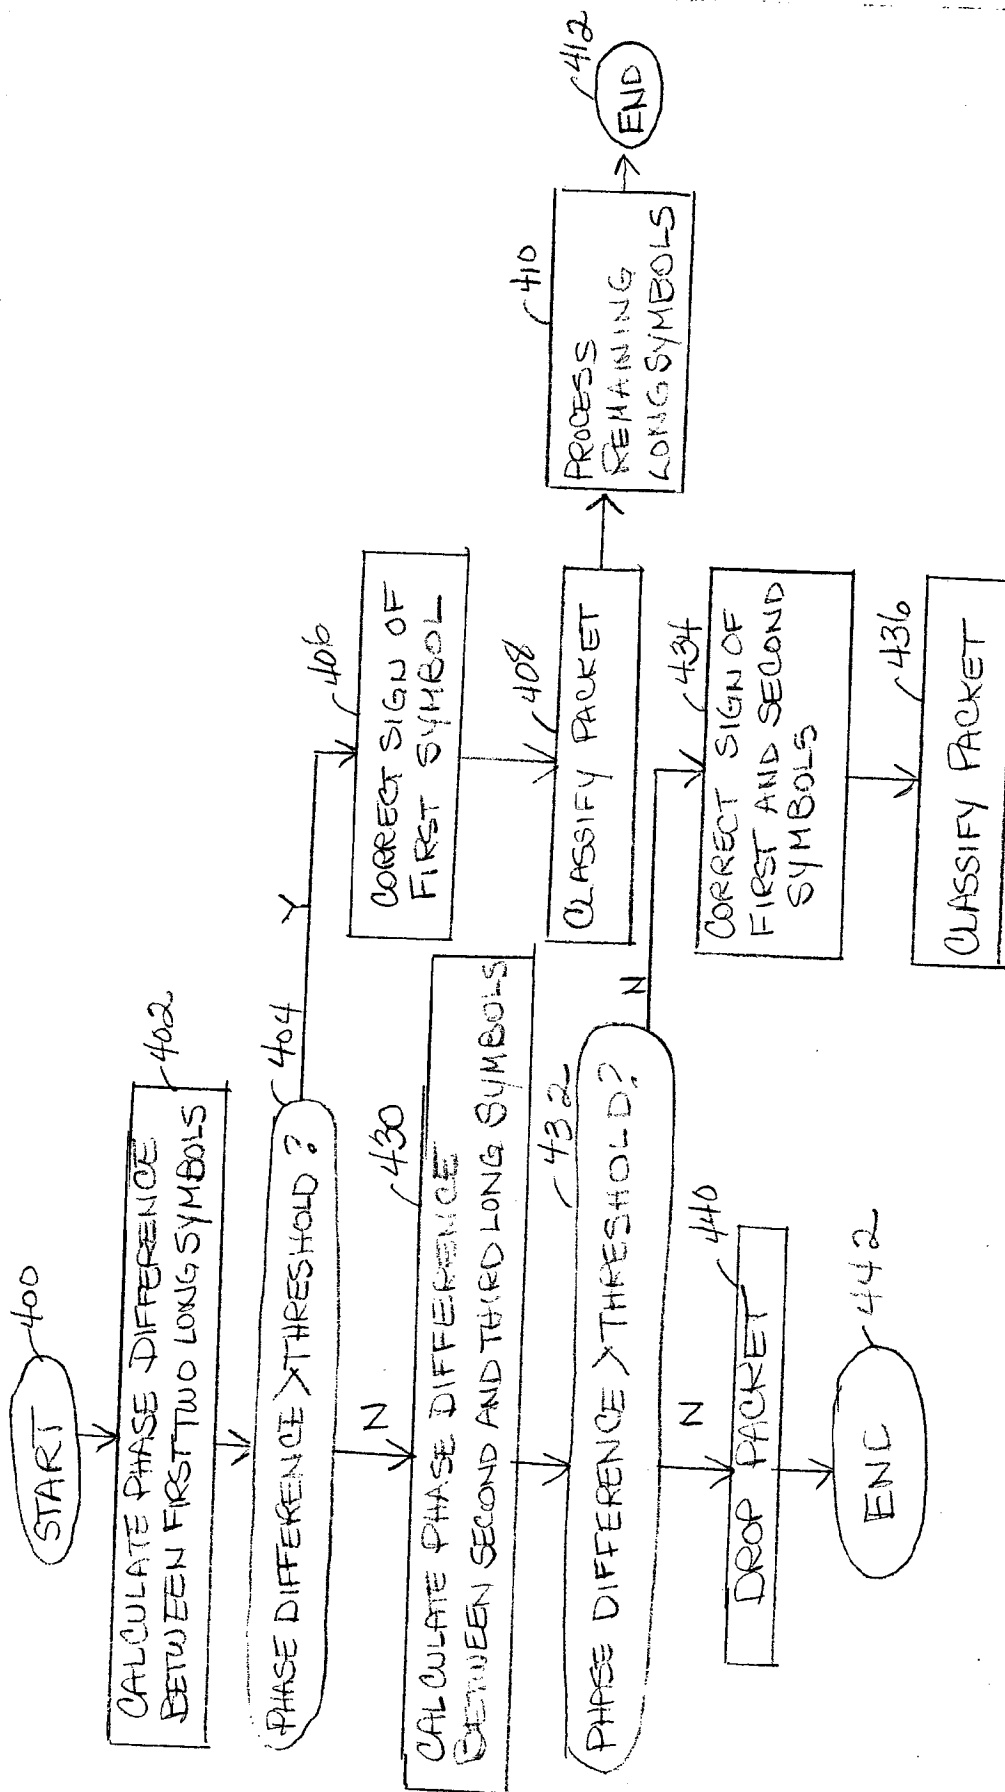 START
400
CALCULATE PHASE DIFFERENCE
BETWEEN FIRST TWO LONG SYMBOLS
402
PHASE DIFFERENCE > THRESHOLD?
404
Y
N
CORRECT SIGN OF
FIRST SYMBOL
406
CLASSIFY PACKET
408
PROCESS
REMAINING
LONG SYMBOLS
410
END
412
CALCULATE PHASE DIFFERENCE
BETWEEN SECOND AND THIRD LONG SYMBOLS
430
PHASE DIFFERENCE > THRESHOLD?
432
N
N
CORRECT SIGN OF
FIRST AND SECOND
SYMBOLS
434
CLASSIFY PACKET
436
DROP PACKET
440
END
442